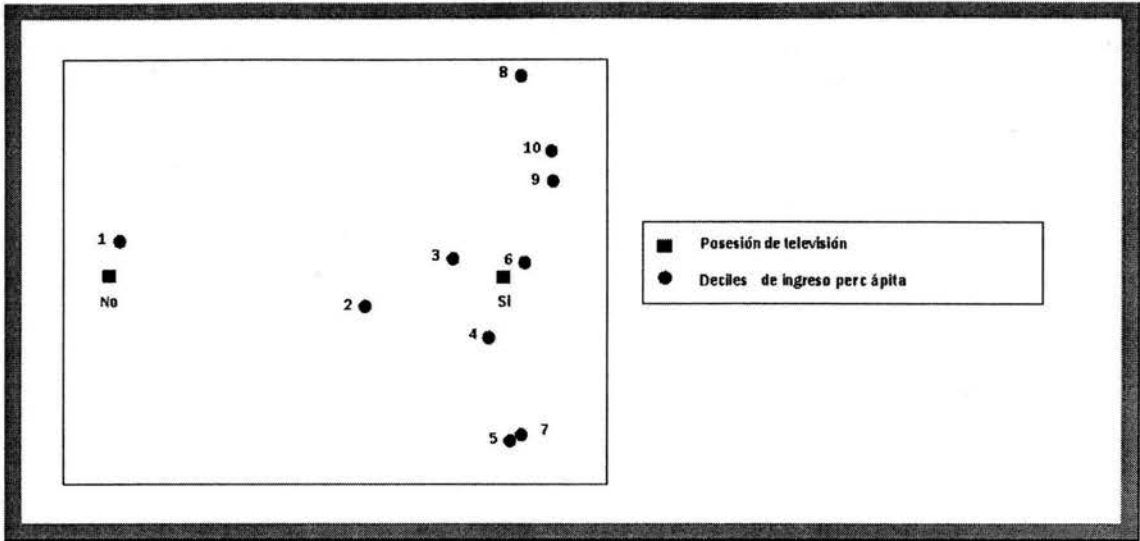 8
10
9
1
3
6
No
SI
2
4
5
7
Posesión de televisión
Deciles de ingreso perc ápita